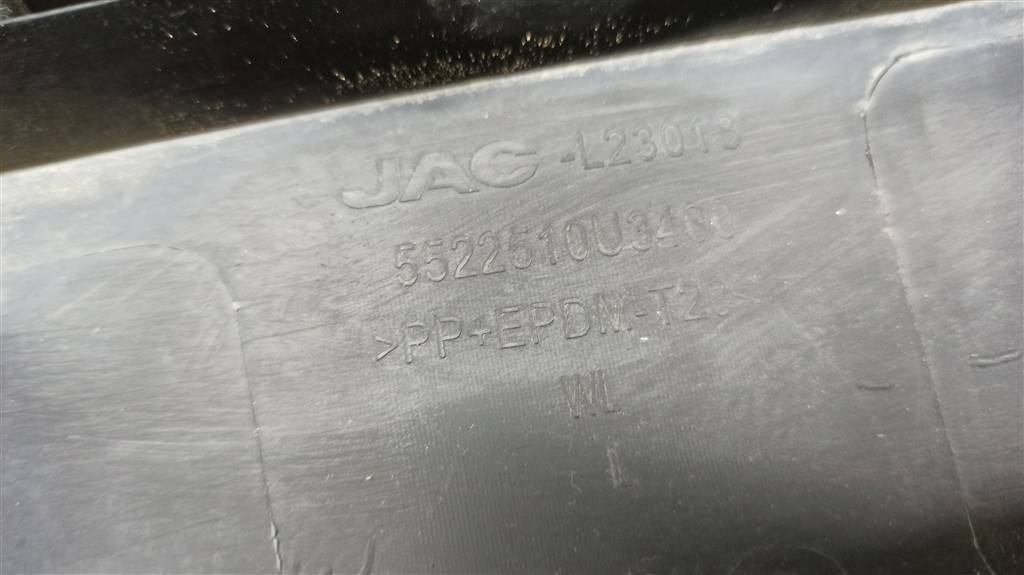 JAC -L23018
5522510U3400
>PP+EPDM-T20<
WL